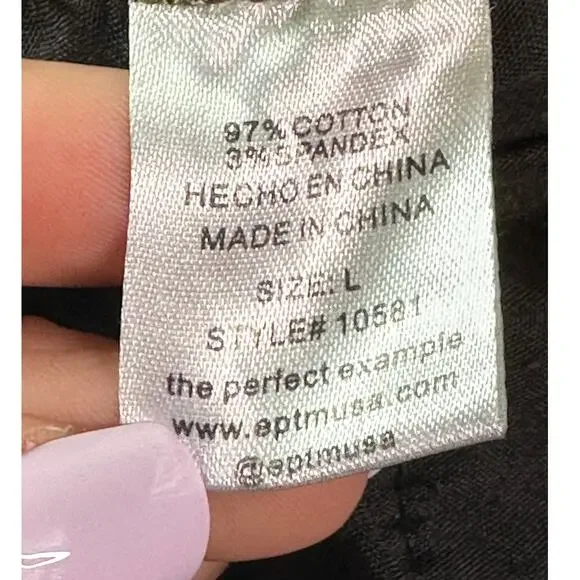 97% COTTON
3% SPANDEX
HECHO EN CHINA
MADE IN CHINA
SIZE: L
STYLE# 10581
the perfect example
www.eptmusa.com
@eptmusa